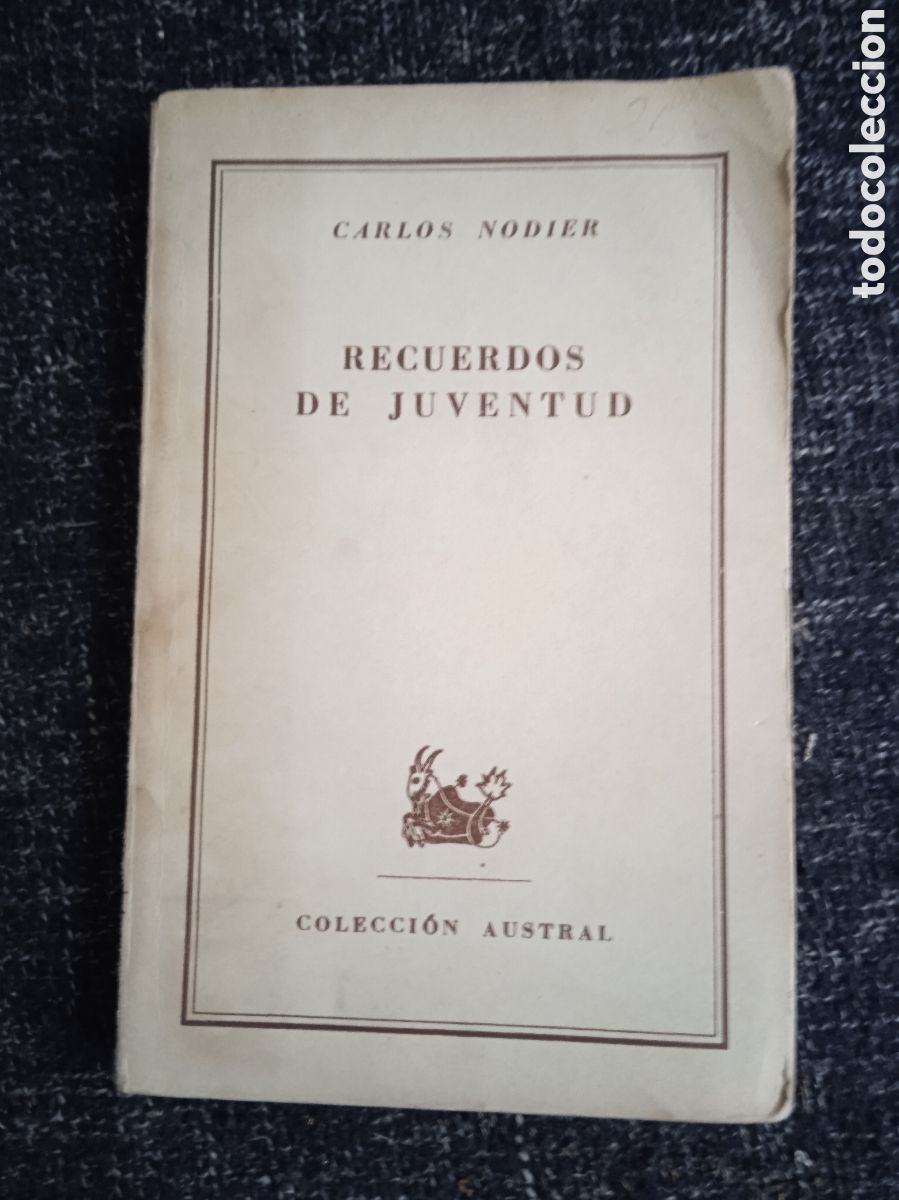 CARLOS NODIER
RECUERDOS
DE JUVENTUD
COLECCIÓN AUSTRAL
todocoleccion